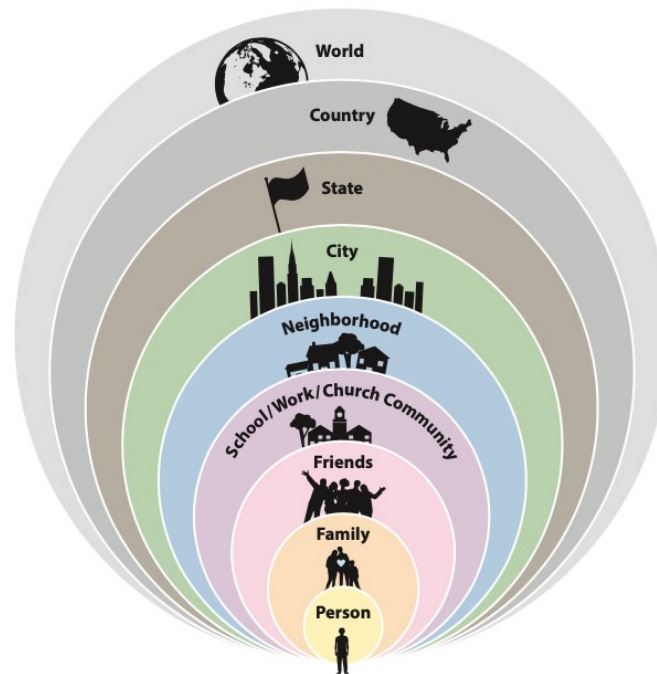 World
Country
State
City
Neighborhood
School/Work/Church Community
Friends
Family
Person